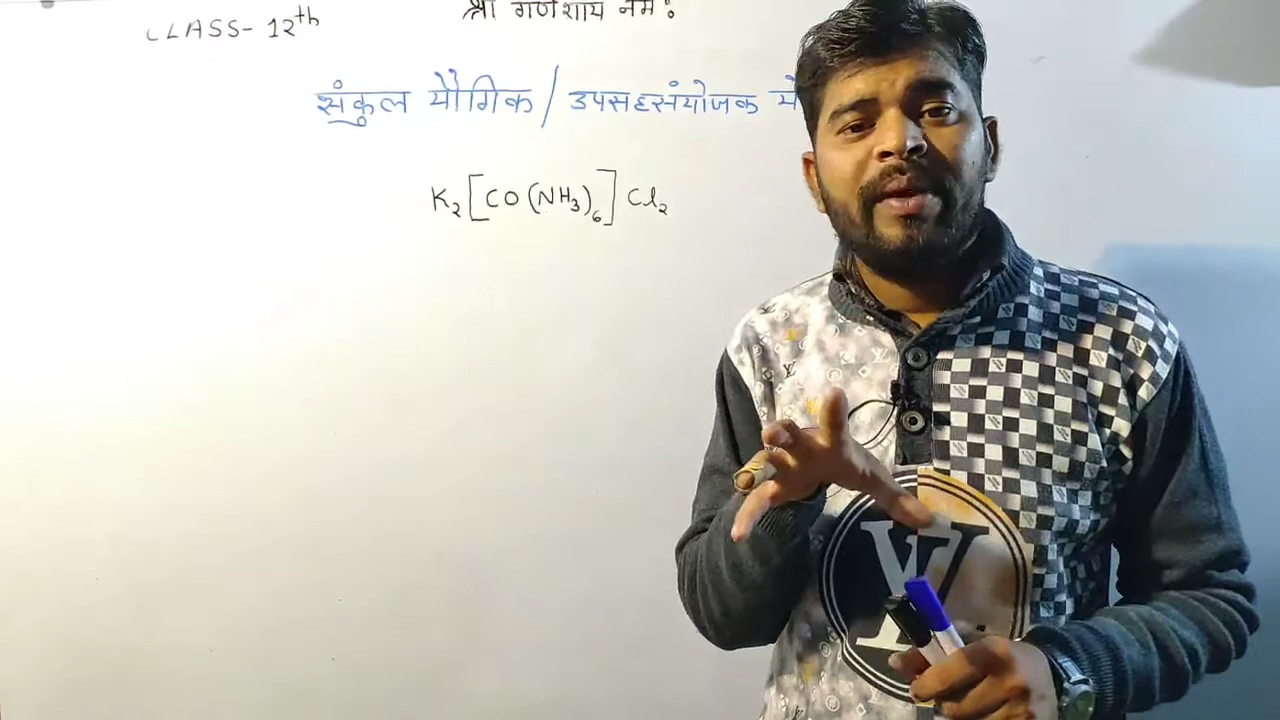 CLASS- 12th
श्री गणेशाय नमः
संकुल यौगिक / उपसहसंयोजक
K₂[CO(NH₃)₆]Cl₂